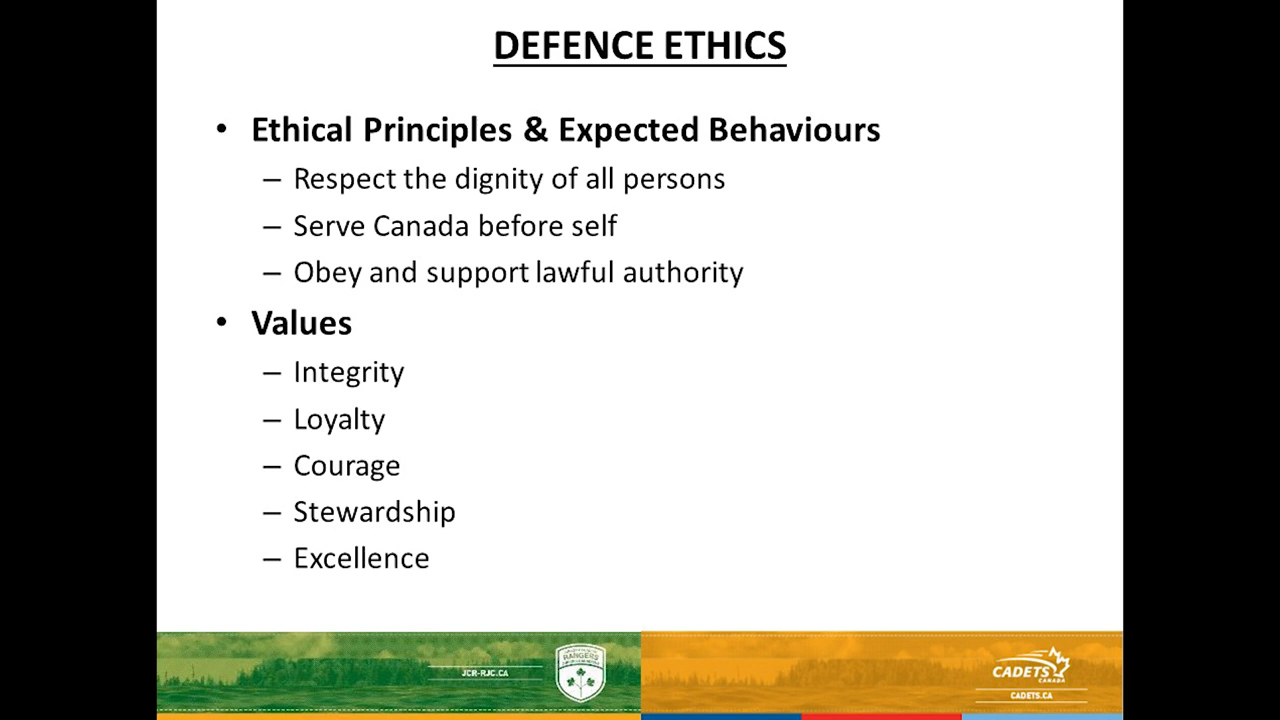 DEFENCE ETHICS
• Ethical Principles & Expected Behaviours
– Respect the dignity of all persons
– Serve Canada before self
– Obey and support lawful authority
• Values
– Integrity
– Loyalty
– Courage
– Stewardship
– Excellence
JCR-RJC.CA
RANGERS
CADETS
CANADA
CADETS.CA